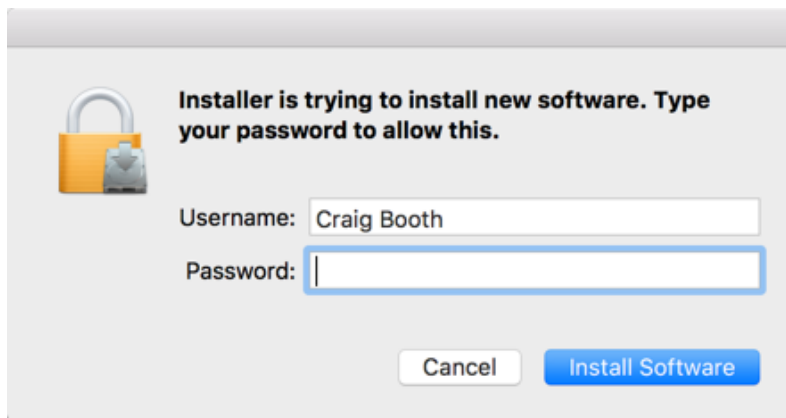 Installer is trying to install new software. Type
your password to allow this.
Username: Craig Booth
Password:
Cancel Install Software